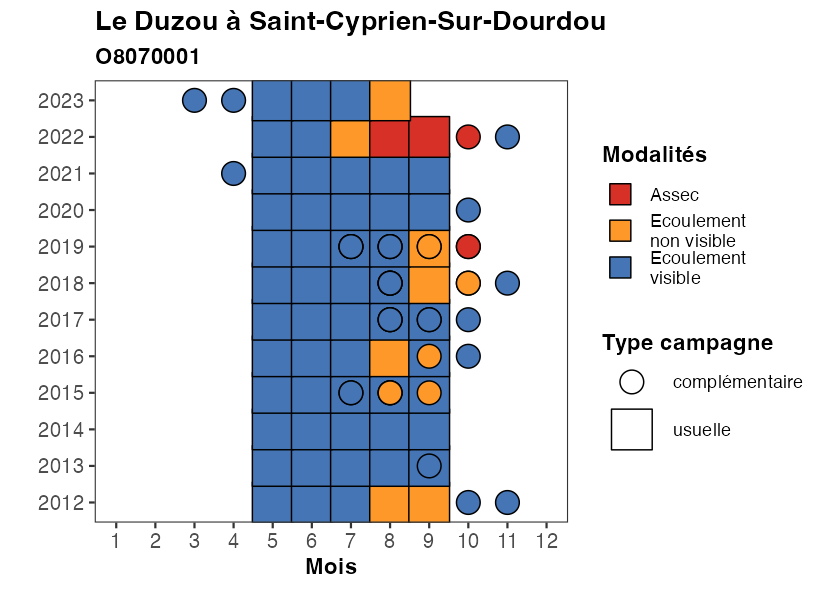 Le Duzou à Saint-Cyprien-Sur-Dourdou
O8070001
2023
2022
2021
2020
2019
2018
2017
2016
2015
2014
2013
2012
1 2 3 4 5 6 7 8 9 10 11 12
Mois
Modalités
Assec
Ecoulement
non visible
Ecoulement
visible
Type campagne
complémentaire
usuelle